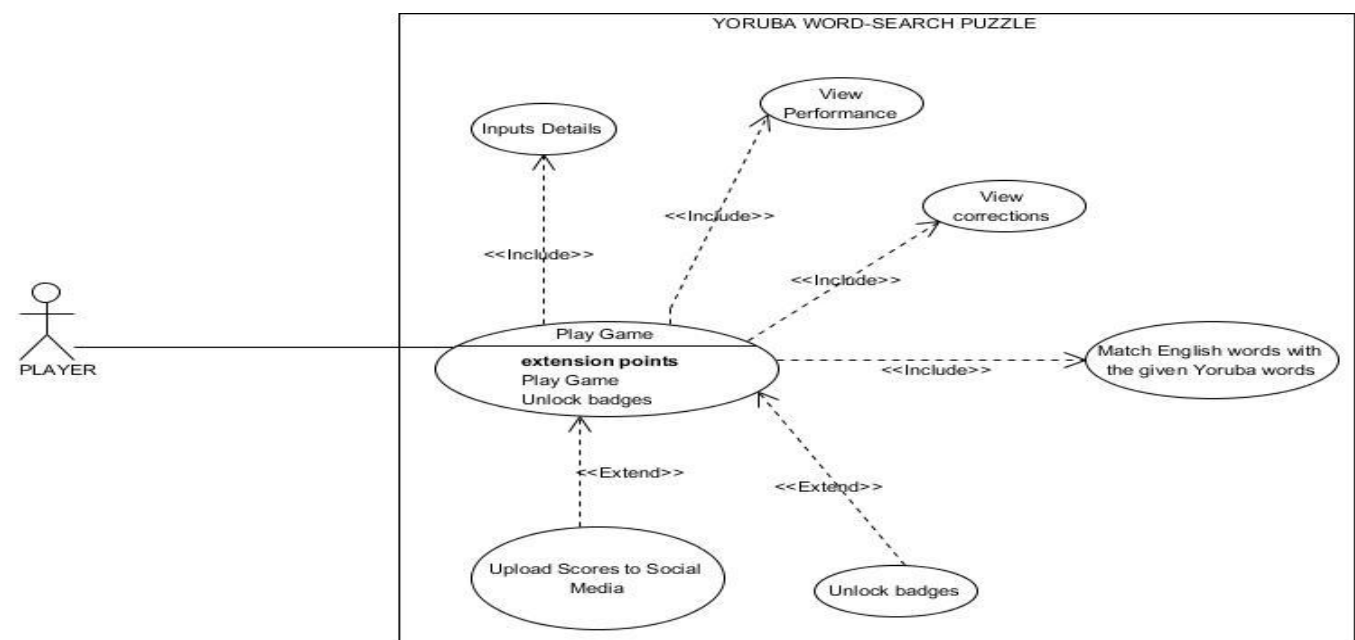 YORUBA WORD-SEARCH PUZZLE
View
Performance
Inputs Details
View
corrections
<<Include>>
<<Include>>
<<Include>>
Play Game
extension points
Play Game
Unlock badges
Match English words with
the given Yoruba words
<<Include>>
PLAYER
<<Extend>>
<<Extend>>
Upload Scores to Social
Media
Unlock badges